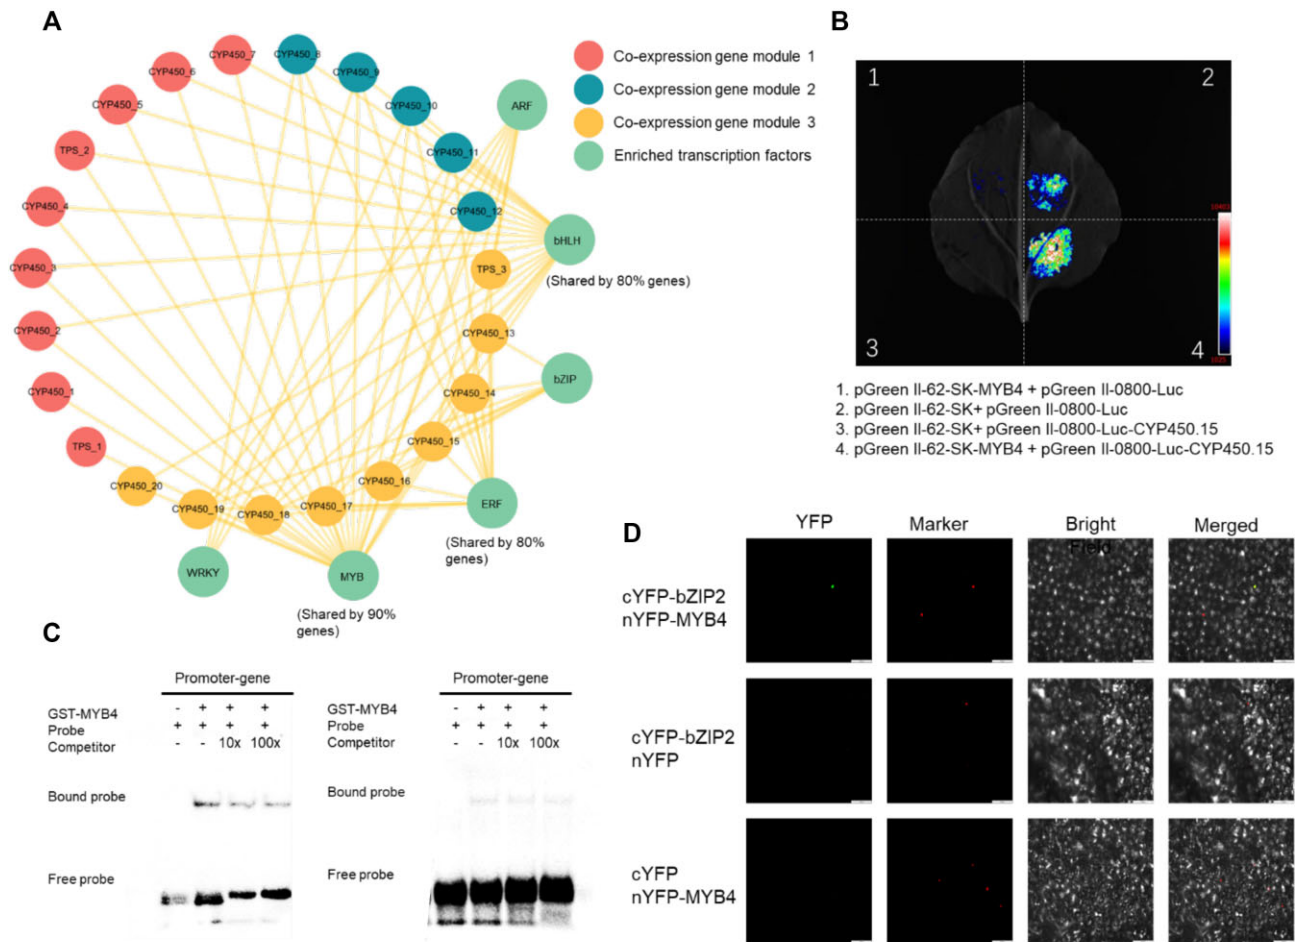 A
CYP450_7
CYP450_8
CYP450_6
CYP450_9
CYP450_5
CYP450_10
TPS_2
CYP450_11
CYP450_4
CYP450_12
CYP450_3
TPS_3
CYP450_2
CYP450_13
CYP450_1
CYP450_14
TPS_1
CYP450_15
CYP450_20
CYP450_16
CYP450_19
CYP450_18
CYP450_17
ARF
bHLH
(Shared by 80% genes)
bZIP
ERF
(Shared by 80%
genes)
WRKY
MYB
(Shared by 90%
genes)
Co-expression gene module 1
Co-expression gene module 2
Co-expression gene module 3
Enriched transcription factors
B
1
2
3
4
1. pGreen II-62-SK-MYB4 + pGreen II-0800-Luc
2. pGreen II-62-SK+ pGreen II-0800-Luc
3. pGreen II-62-SK+ pGreen II-0800-Luc-CYP450.15
4. pGreen II-62-SK-MYB4 + pGreen II-0800-Luc-CYP450.15
C
Promoter-gene
GST-MYB4 - + + +
Probe + + + +
Competitor - - 10x 100x
Bound probe
Free probe
Promoter-gene
GST-MYB4 - + + +
Probe + + + +
Competitor - - 10x 100x
Bound probe
Free probe
D
YFP Marker Bright Field Merged
cYFP-bZIP2
nYFP-MYB4
cYFP-bZIP2
nYFP
cYFP
nYFP-MYB4